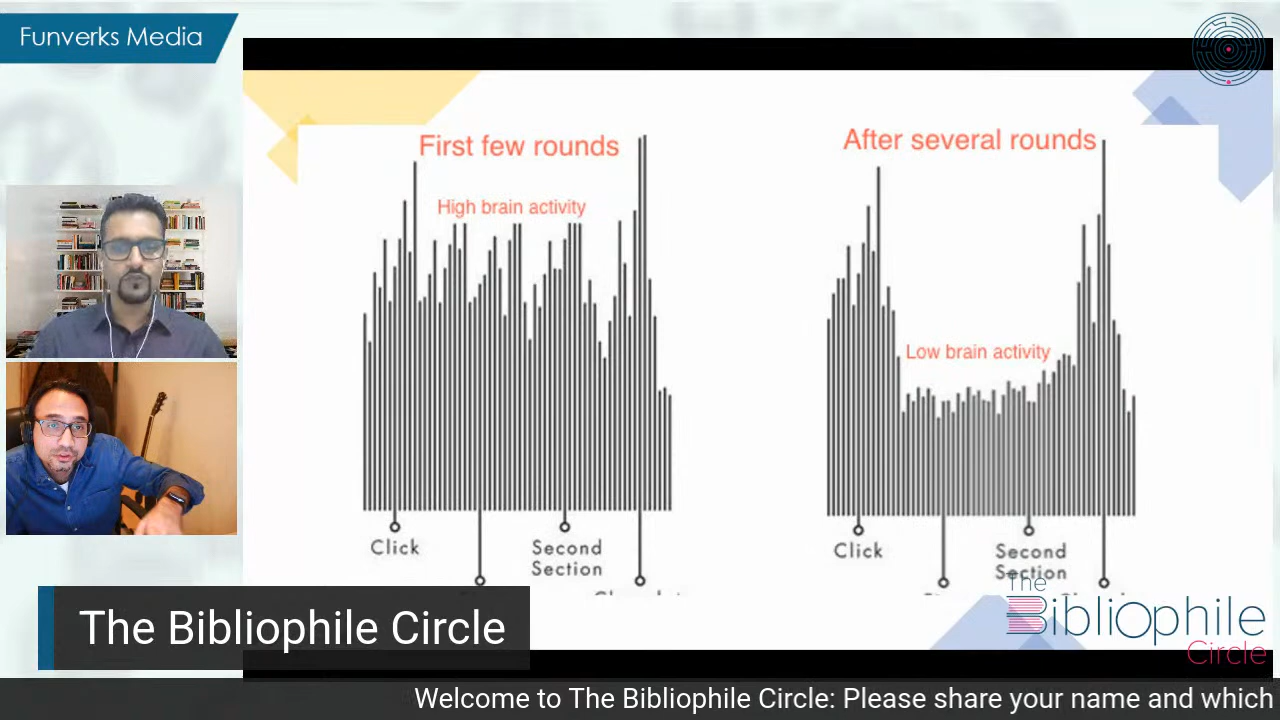 Funverks Media
First few rounds
High brain activity
Click
Second
Section
After several rounds
Low brain activity
Click
Second
Section
The Bibliophile Circle
The
Bibliophile
Circle
Welcome to The Bibliophile Circle: Please share your name and which